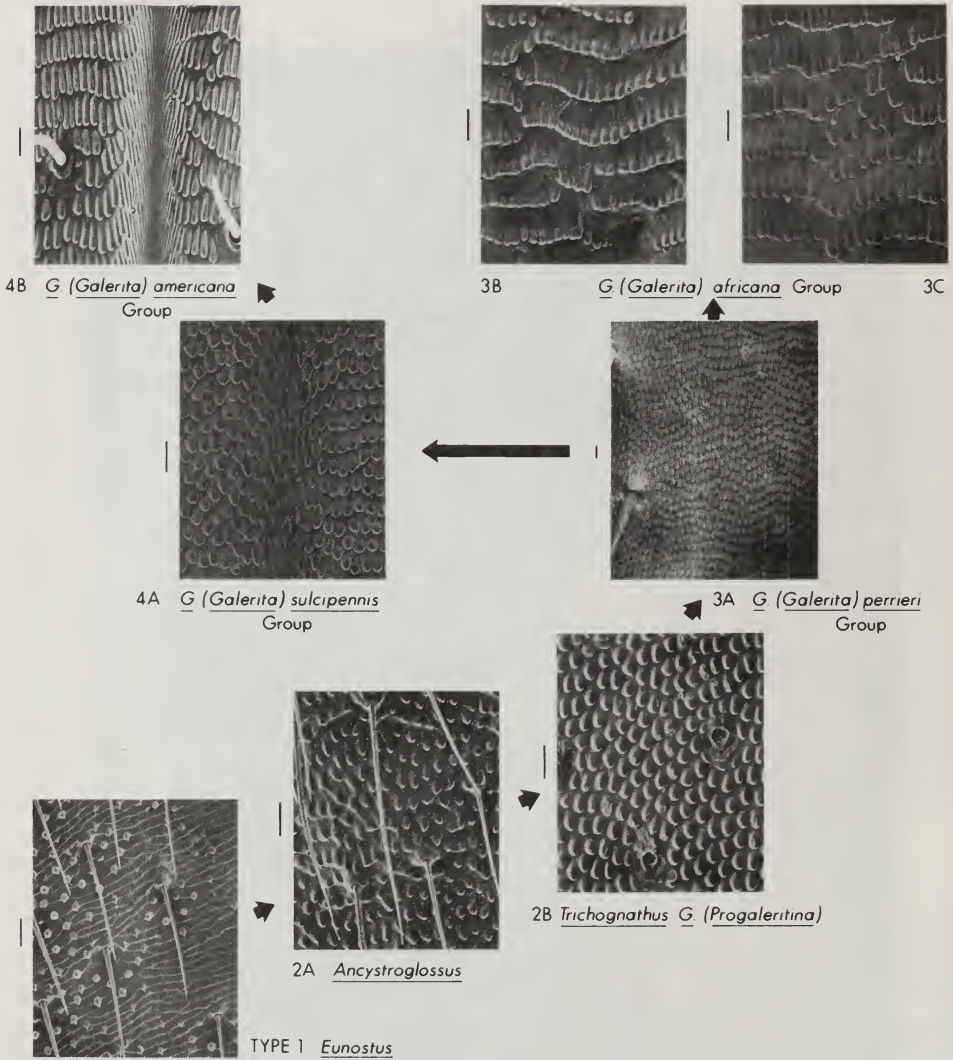 4B G. (Galerita) americana
Group
3B G. (Galerita) africana Group 3C
4A G. (Galerita) sulcipennis
Group
3A G. (Galerita) perrieri
Group
2B Trichognathus G. (Progaleritina)
2A Ancystroglossus
TYPE 1 Eunostus